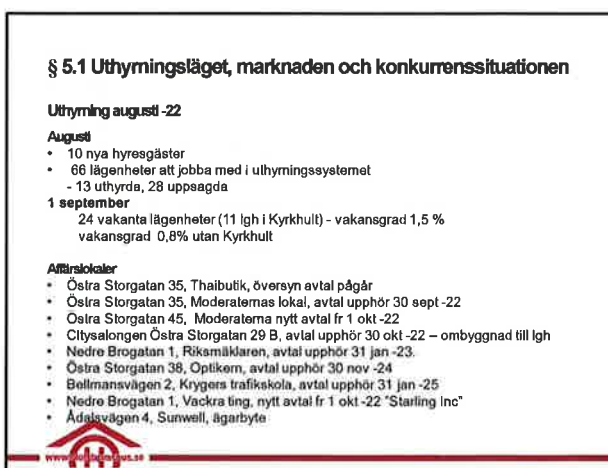 § 5.1 Uthyrningsläget, marknaden och konkurrenssituationen
Uthyrning augusti -22
Augusti
• 10 nya hyresgäster
• 66 lägenheter att jobba med i uthyrningssystemet
- 13 uthyrda, 28 uppsagda
1 september
24 vakanta lägenheter (11 lgh i Kyrkhult) - vakansgrad 1,5 %
vakansgrad 0,8% utan Kyrkhult
Affärslokaler
• Östra Storgatan 35, Thaibutik, översyn avtal pågår
• Östra Storgatan 35, Moderaternas lokal, avtal upphör 30 sept -22
• Östra Storgatan 45, Moderaterna nytt avtal fr 1 okt -22
• Citysalongen Östra Storgatan 29 B, avtal upphör 30 okt -22 – ombyggnad till lgh
• Nedre Brogatan 1, Riksmäklaren, avtal upphör 31 jan -23.
• Östra Storgatan 38, Optikern, avtal upphör 30 nov -24
• Bellmansvägen 2, Krygers trafikskola, avtal upphör 31 jan -25
• Nedre Brogatan 1, Vackra ting, nytt avtal fr 1 okt -22 "Starling Inc"
• Ådalsvägen 4, Sunwell, ägarbyte